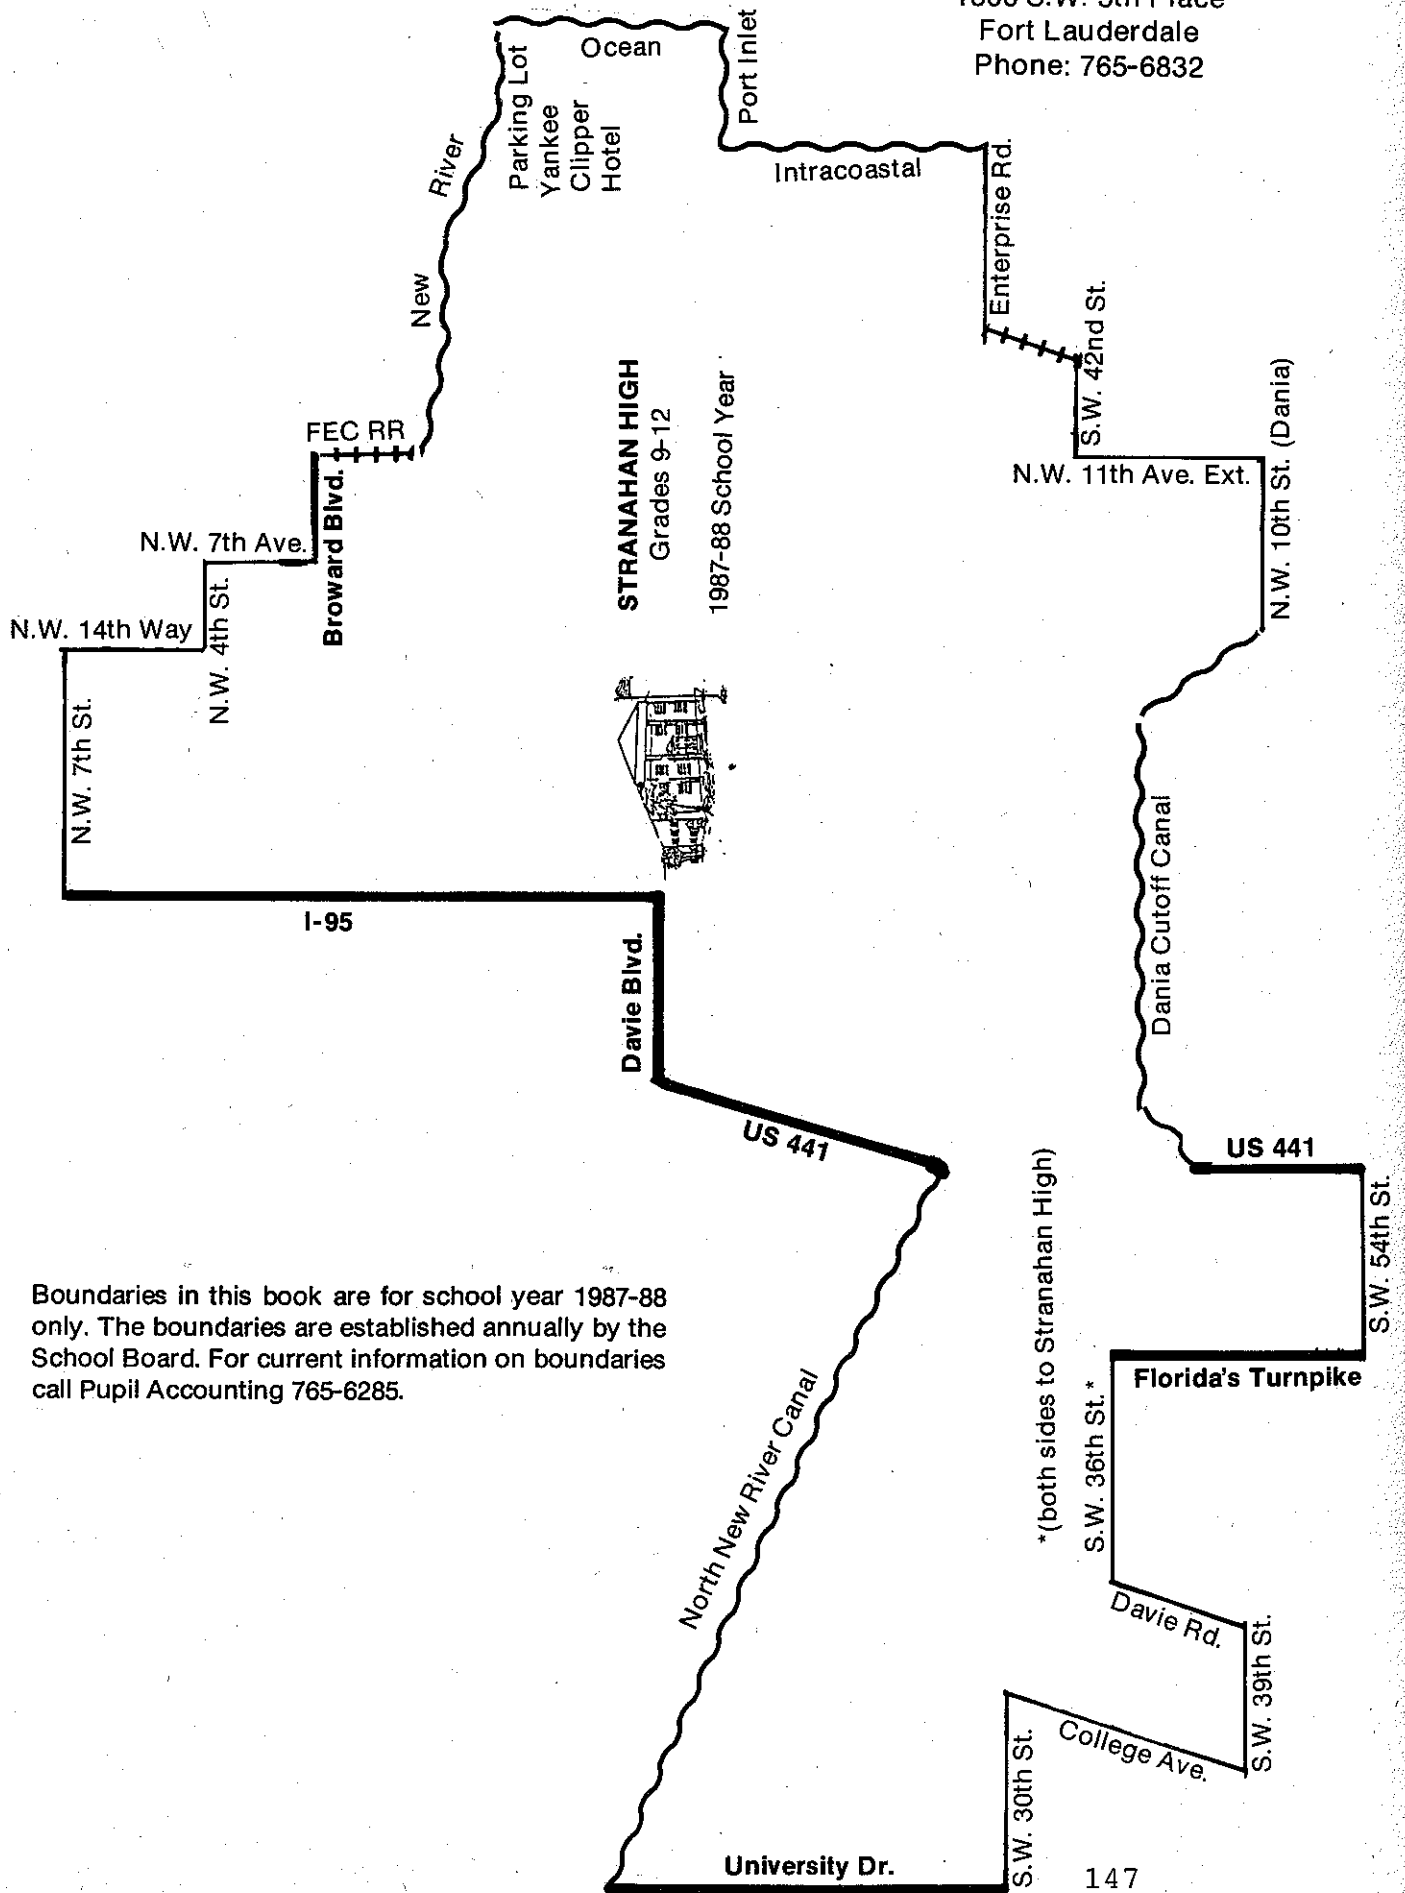 Fort Lauderdale
Phone: 765-6832
Ocean
Port Inlet
Parking Lot
Yankee
Clipper
Hotel
Intracoastal
River
New
Enterprise Rd.
S.W. 42nd St.
N.W. 11th Ave. Ext.
N.W. 10th St. (Dania)
FEC RR
Broward Blvd.
N.W. 7th Ave.
N.W. 4th St.
N.W. 14th Way
N.W. 7th St.
STRANAHAN HIGH
Grades 9-12
1987-88 School Year
I-95
Davie Blvd.
US 441
Dania Cutoff Canal
US 441
S.W. 54th St.
Florida's Turnpike
*(both sides to Stranahan High)
S.W. 36th St. *
Davie Rd.
S.W. 39th St.
College Ave.
S.W. 30th St.
North New River Canal
University Dr.
Boundaries in this book are for school year 1987-88
only. The boundaries are established annually by the
School Board. For current information on boundaries
call Pupil Accounting 765-6285.
147